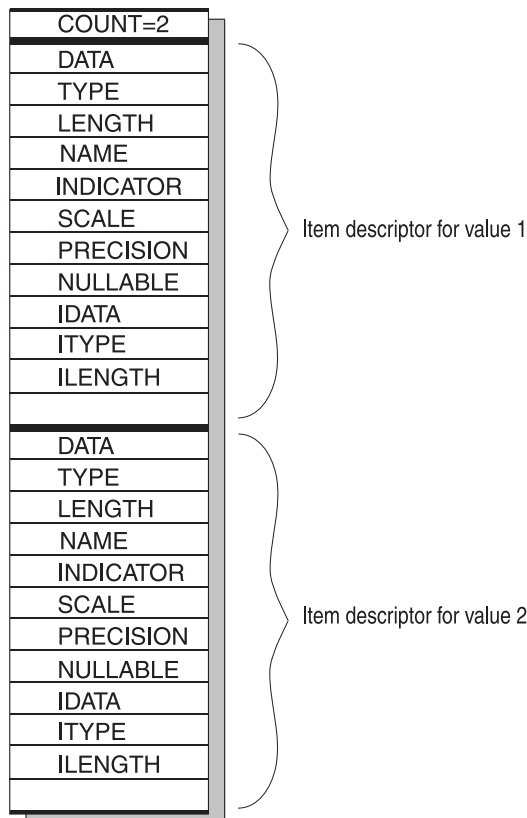 COUNT=2
DATA
TYPE
LENGTH
NAME
INDICATOR
SCALE
PRECISION
NULLABLE
IDATA
ITYPE
ILENGTH
Item descriptor for value 1
DATA
TYPE
LENGTH
NAME
INDICATOR
SCALE
PRECISION
NULLABLE
IDATA
ITYPE
ILENGTH
Item descriptor for value 2